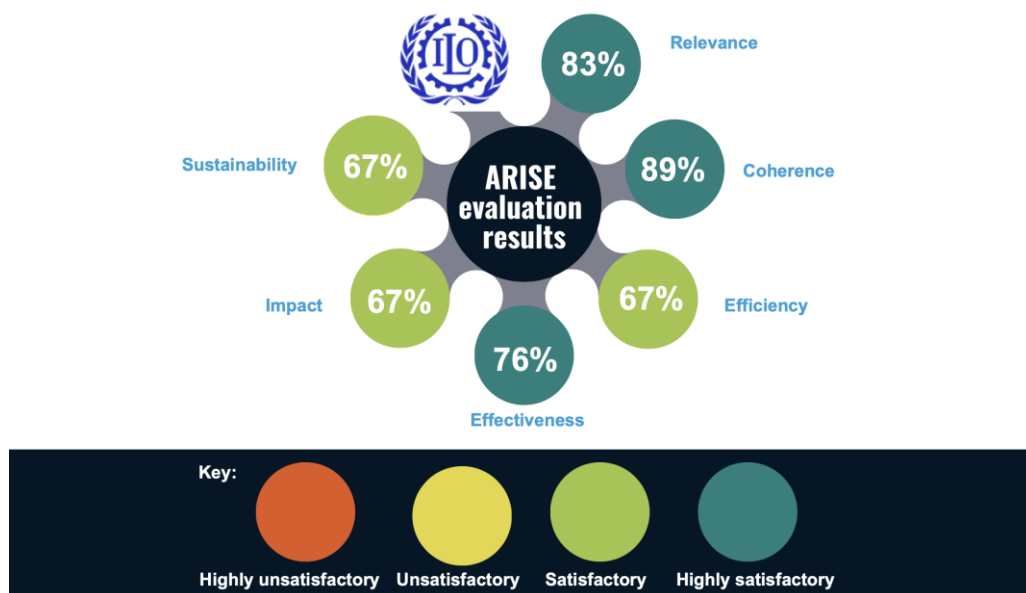 ILO
Relevance
83%
Coherence
89%
Sustainability
67%
ARISE
evaluation
results
Impact
67%
67%
Efficiency
76%
Effectiveness
Key:
Highly unsatisfactory
Unsatisfactory
Satisfactory
Highly satisfactory